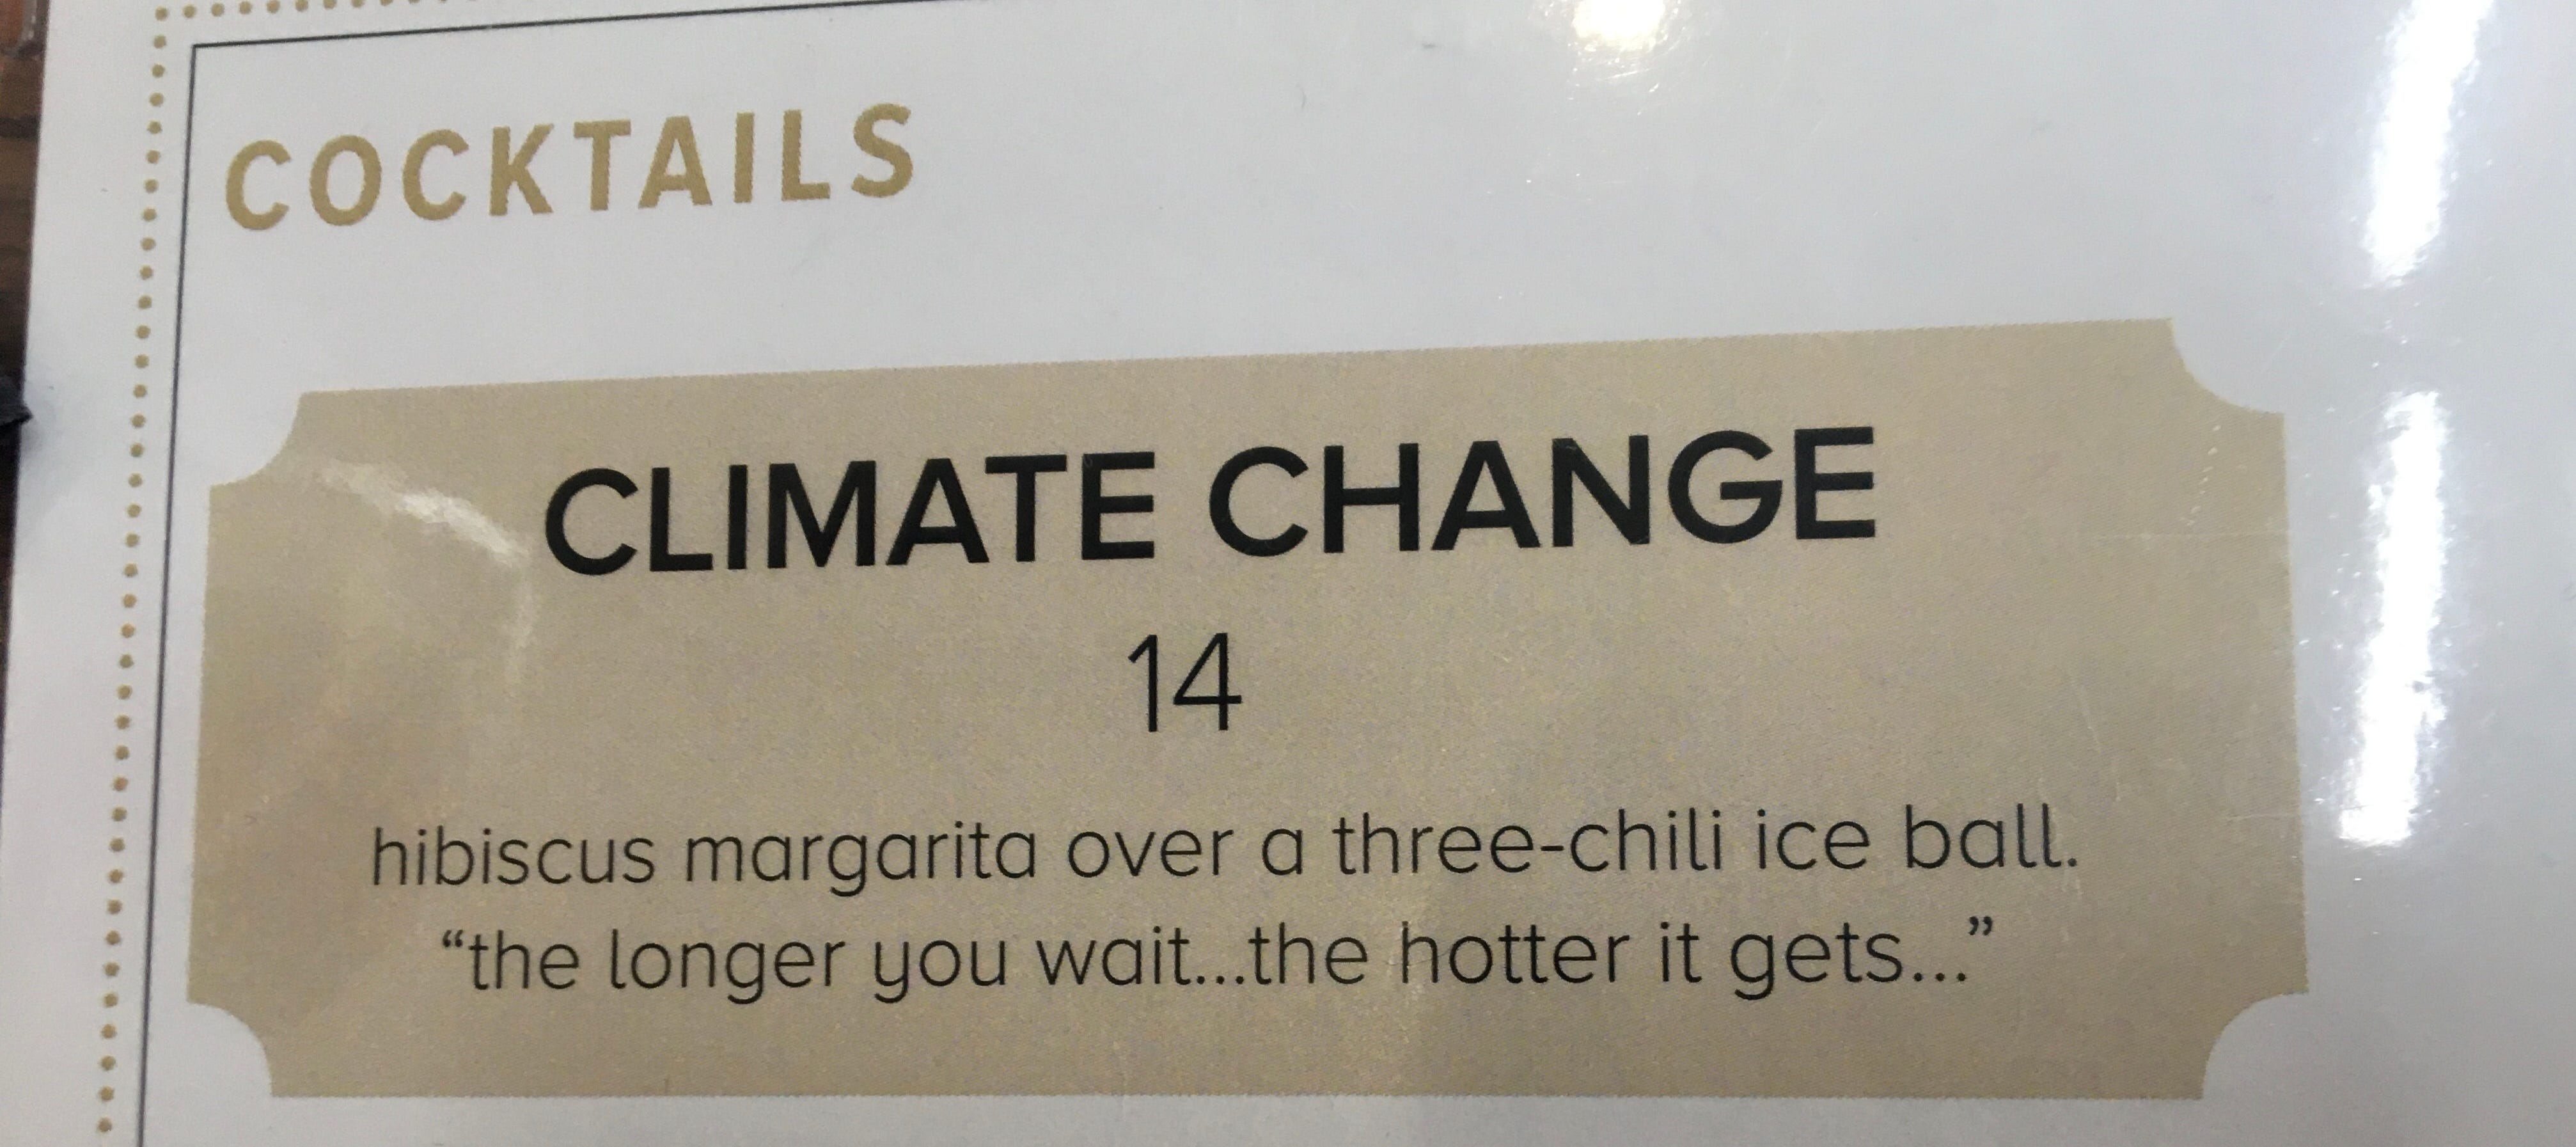 COCKTAILS
CLIMATE CHANGE
14
hibiscus margarita over a three-chili ice ball.
“the longer you wait...the hotter it gets...”